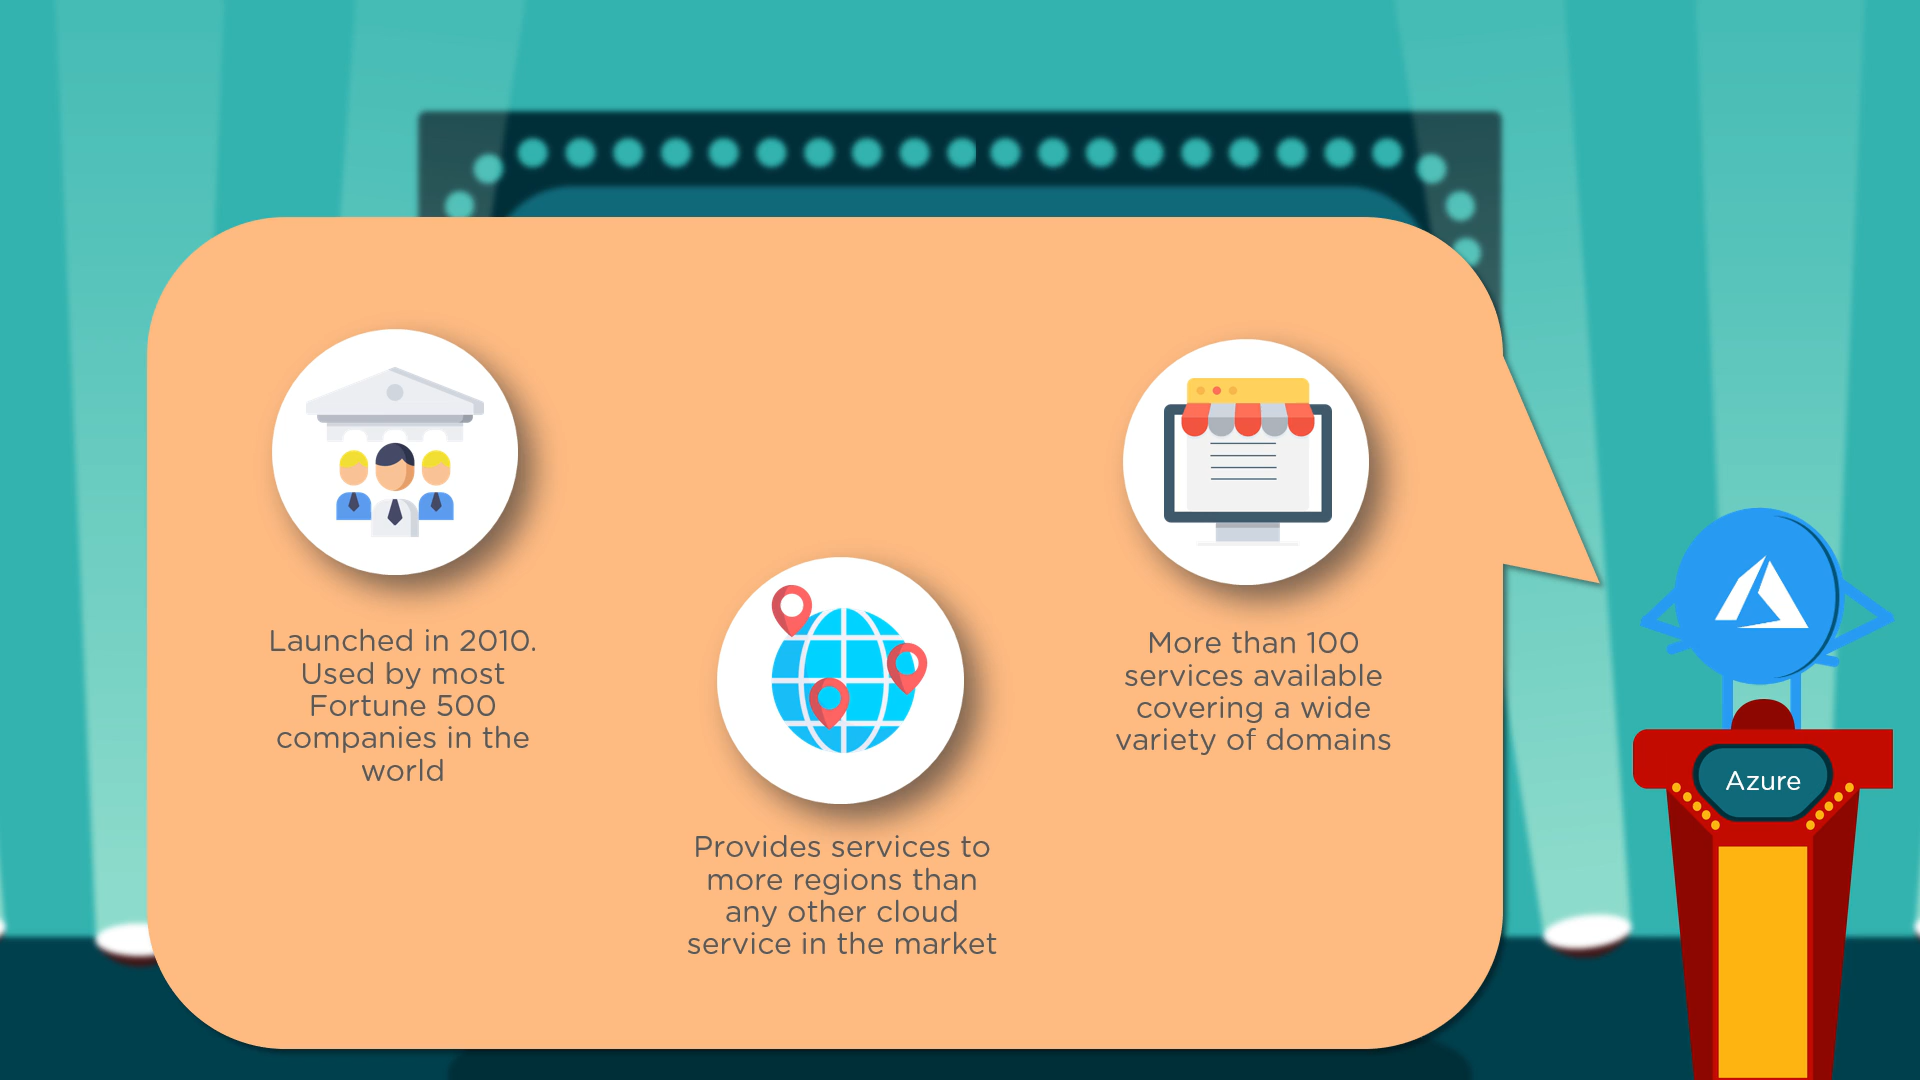 Launched in 2010.
Used by most
Fortune 500
companies in the
world
Provides services to
more regions than
any other cloud
service in the market
More than 100
services available
covering a wide
variety of domains
Azure